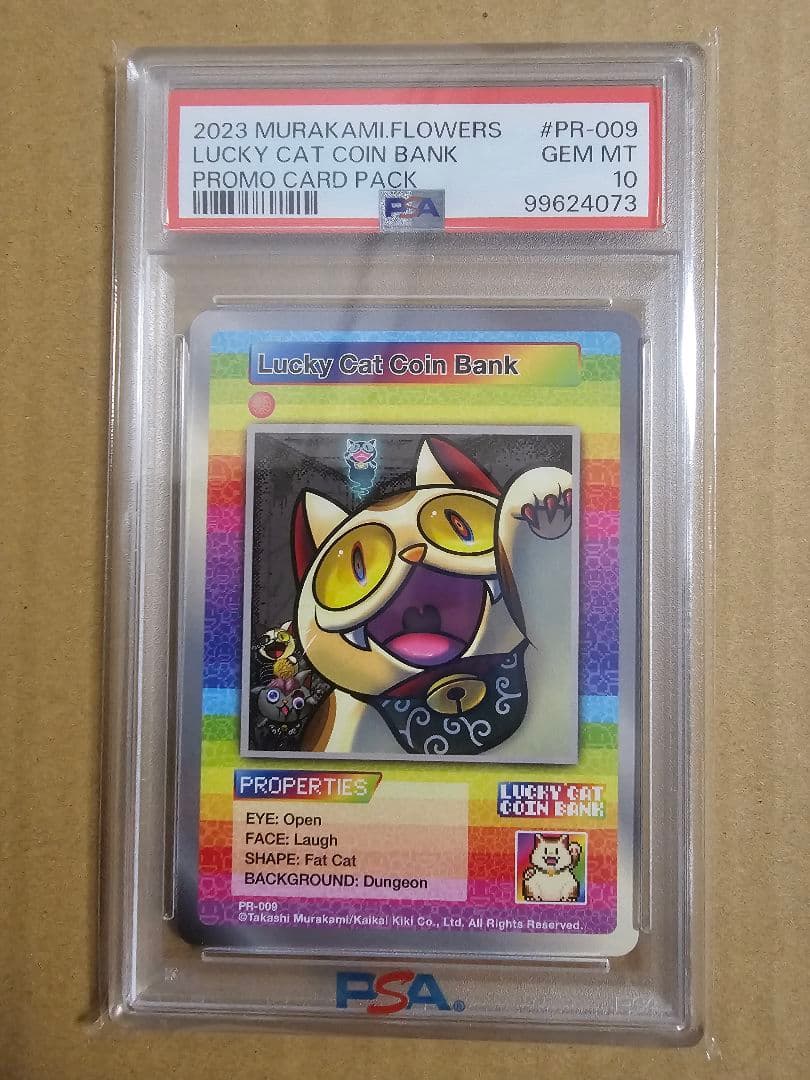 2023 MURAKAMI.FLOWERS #PR-009
LUCKY CAT COIN BANK GEM MT
PROMO CARD PACK 10
PSA 99624073
Lucky Cat Coin Bank
PROPERTIES
LUCKY CAT
COIN BANK
EYE: Open
FACE: Laugh
SHAPE: Fat Cat
BACKGROUND: Dungeon
PR-009
©Takashi Murakami/Kaikai Kiki Co., Ltd. All Rights Reserved.
PSA®